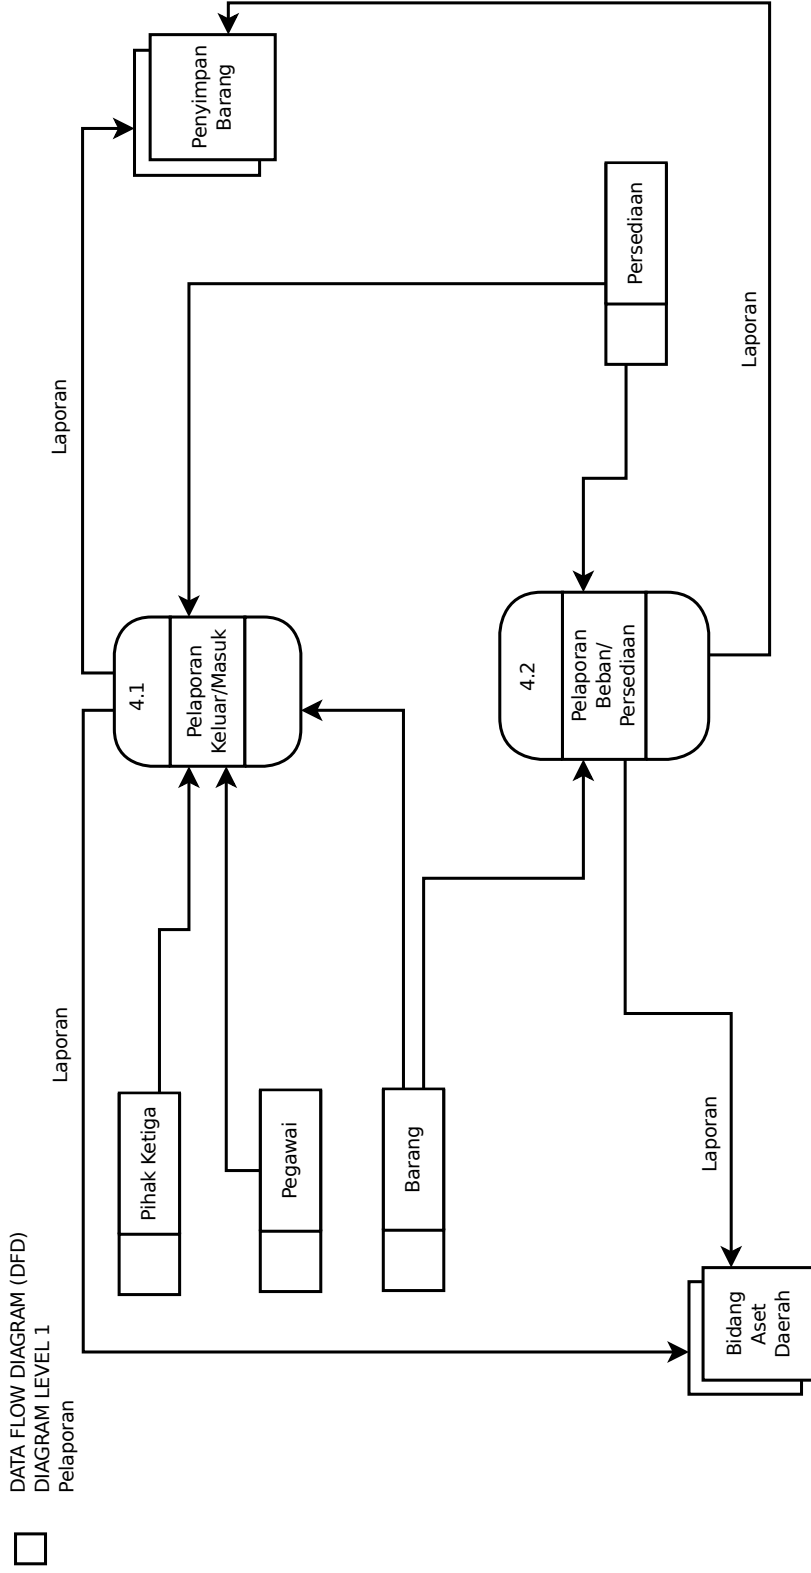 DATA FLOW DIAGRAM (DFD)
DIAGRAM LEVEL 1
Pelaporan
Laporan
Laporan
Penyimpan
Barang
4.1
Pelaporan
Keluar/Masuk
Pihak Ketiga
Pegawai
Barang
Persediaan
4.2
Pelaporan
Beban/
Persediaan
Laporan
Laporan
Bidang
Aset
Daerah